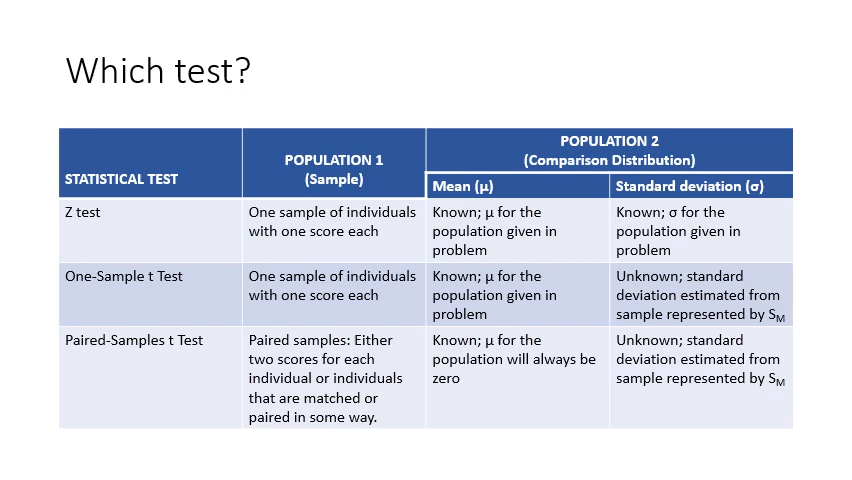 Which test?
STATISTICAL TEST
POPULATION 1
(Sample)
POPULATION 2
(Comparison Distribution)
Mean (μ)
Standard deviation (σ)
Z test
One sample of individuals
with one score each
Known; μ for the
population given in
problem
Known; σ for the
population given in
problem
One-Sample t Test
One sample of individuals
with one score each
Known; μ for the
population given in
problem
Unknown; standard
deviation estimated from
sample represented by SM
Paired-Samples t Test
Paired samples: Either
two scores for each
individual or individuals
that are matched or
paired in some way.
Known; μ for the
population will always be
zero
Unknown; standard
deviation estimated from
sample represented by SM